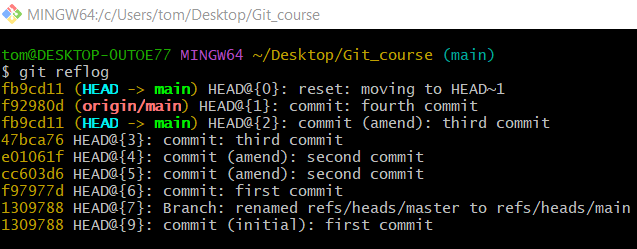 MINGW64:/c/Users/tom/Desktop/Git_course
tom@DESKTOP-OUTOE77 MINGW64 ~/Desktop/Git_course (main)
$ git reflog
fb9cd11 (HEAD -> main) HEAD@{0}: reset: moving to HEAD~1
f92980d (origin/main) HEAD@{1}: commit: fourth commit
fb9cd11 (HEAD -> main) HEAD@{2}: commit (amend): third commit
47bca76 HEAD@{3}: commit: third commit
e01061f HEAD@{4}: commit (amend): second commit
cc603d6 HEAD@{5}: commit (amend): second commit
f97977d HEAD@{6}: commit: first commit
1309788 HEAD@{7}: Branch: renamed refs/heads/master to refs/heads/main
1309788 HEAD@{9}: commit (initial): first commit